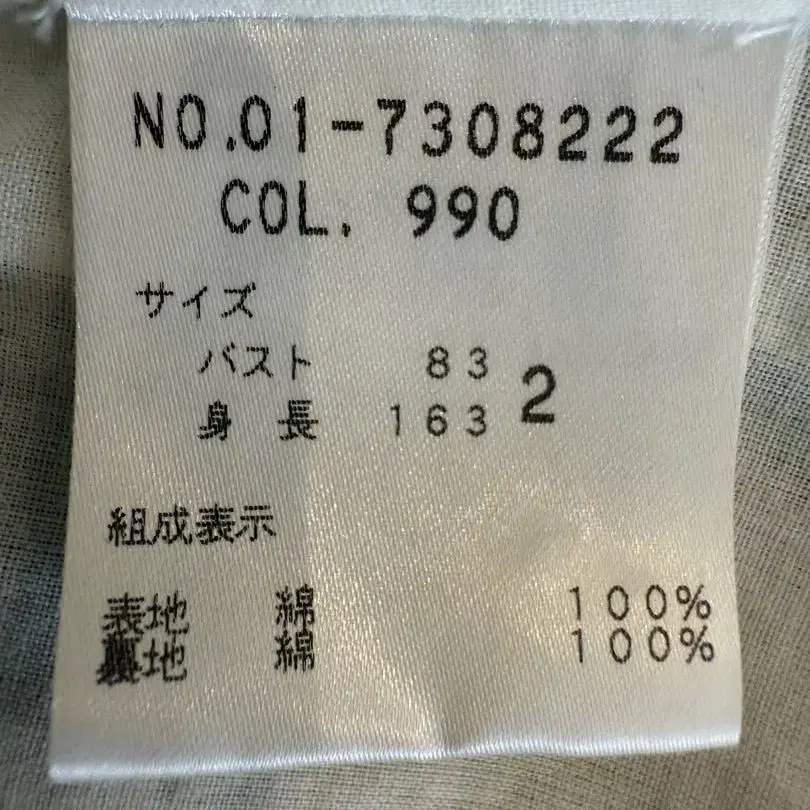 NO.01-7308222
COL. 990
サイズ
バスト 83 2
身長 163
組成表示
表地 綿 100%
裏地 綿 100%